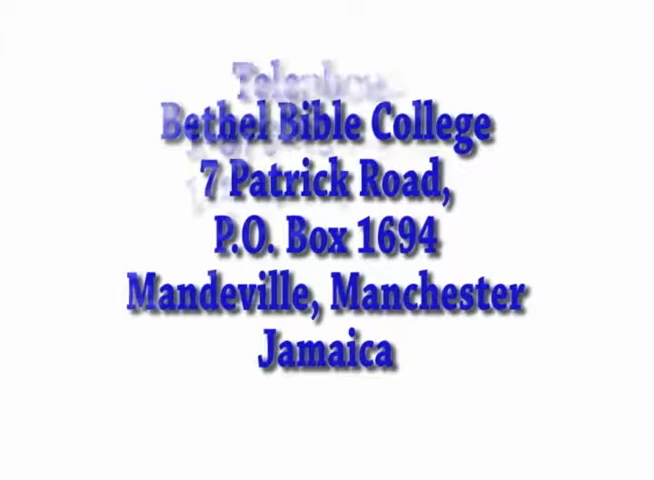 Bethel Bible College
7 Patrick Road,
P.O. Box 1694
Mandeville, Manchester
Jamaica